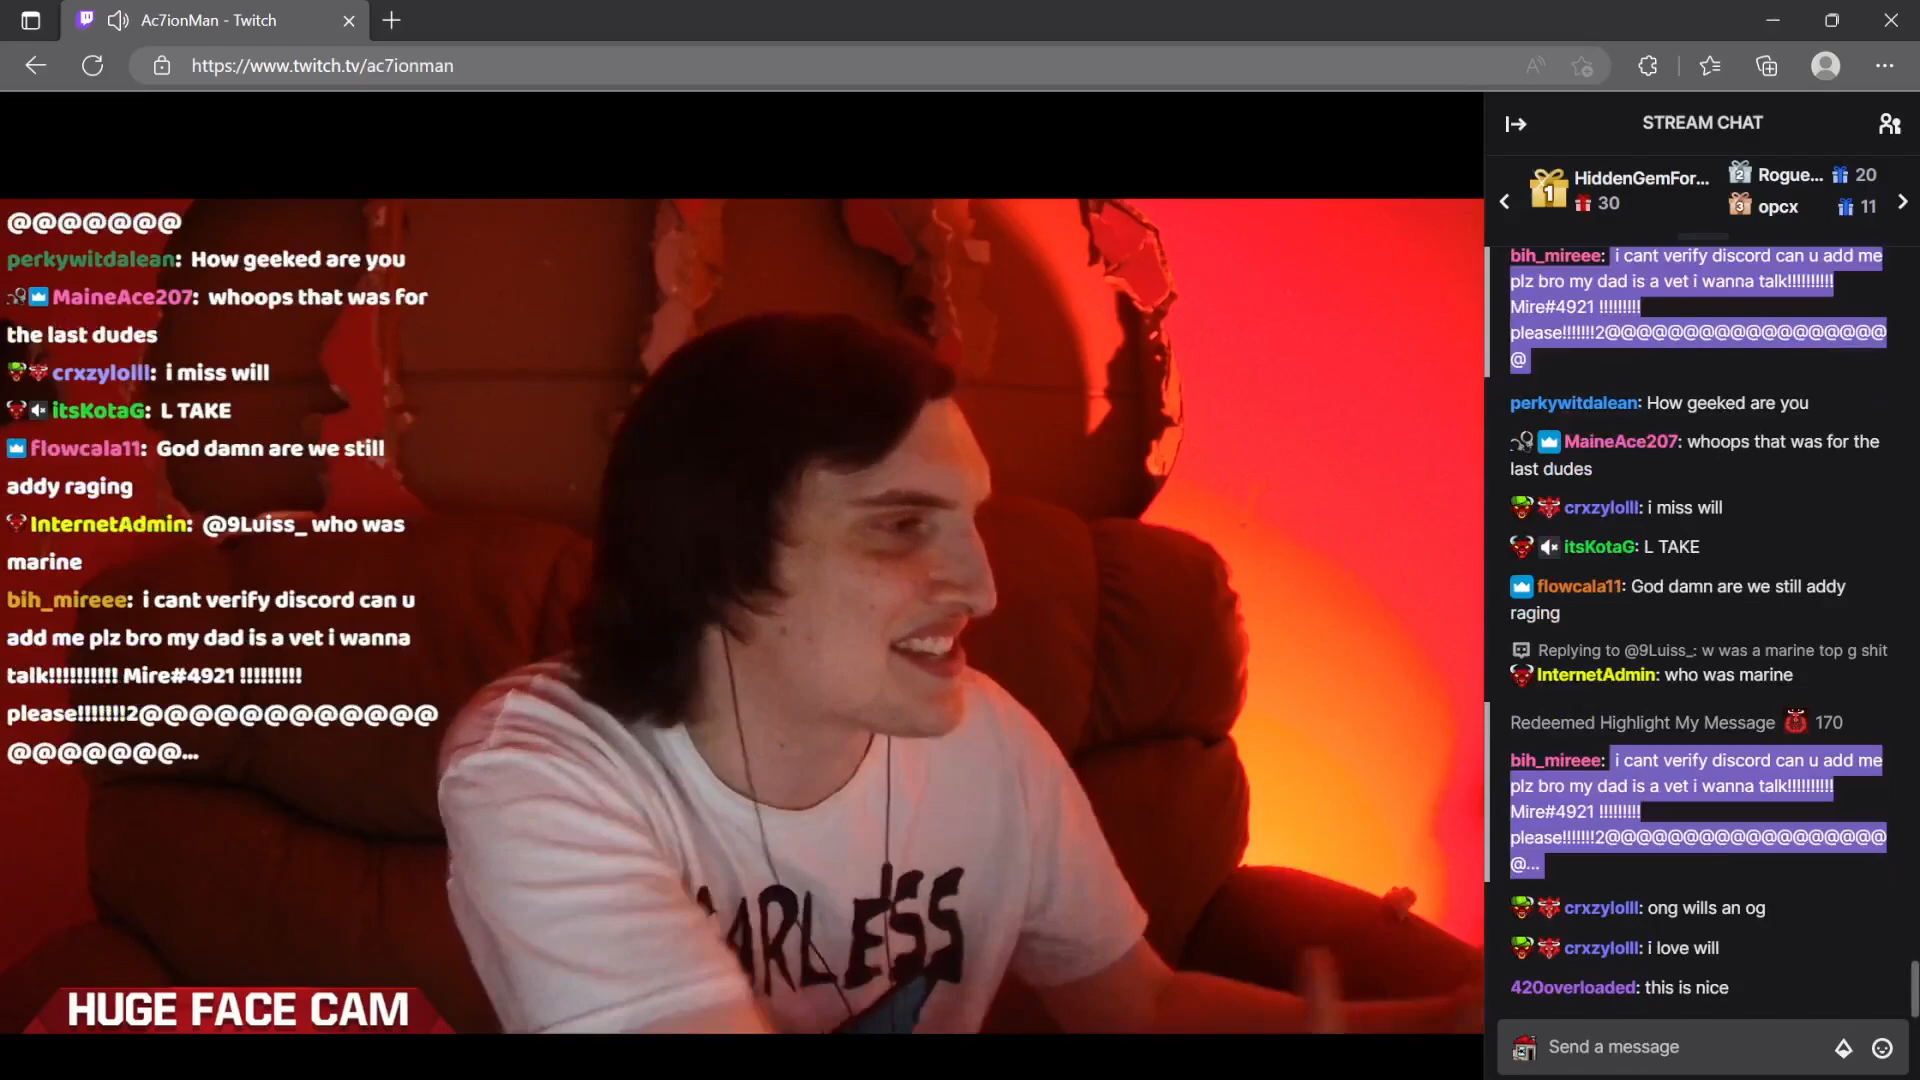 Ac7ionMan - Twitch
https://www.twitch.tv/ac7ionman
@@@@@@@
perkywitdalean: How geeked are you
MaineAce207: whoops that was for
the last dudes
crxzylolll: i miss will
itsKotaG: L TAKE
flowcala11: God damn are we still
addy raging
InternetAdmin: @9Luiss_ who was
marine
bih_mireee: i cant verify discord can u
add me plz bro my dad is a vet i wanna
talk!!!!!!!!!! Mire#4921 !!!!!!!!!
please!!!!!!!2@@@@@@@@@@@@
@@@@@@@...
HUGE FACE CAM
STREAM CHAT
1 HiddenGemFor...
30
2 Rogue... 20
3 opcx 11
bih_mireee: i cant verify discord can u add me
plz bro my dad is a vet i wanna talk!!!!!!!!!!
Mire#4921 !!!!!!!!!
please!!!!!!!2@@@@@@@@@@@@@@@@@@
@
perkywitdalean: How geeked are you
MaineAce207: whoops that was for the
last dudes
crxzylolll: i miss will
itsKotaG: L TAKE
flowcala11: God damn are we still addy
raging
Replying to @9Luiss_: w was a marine top g shit
InternetAdmin: who was marine
Redeemed Highlight My Message 170
bih_mireee: i cant verify discord can u add me
plz bro my dad is a vet i wanna talk!!!!!!!!!!
Mire#4921 !!!!!!!!!
please!!!!!!!2@@@@@@@@@@@@@@@@@@
@...
crxzylolll: ong wills an og
crxzylolll: i love will
420overloaded: this is nice
Send a message